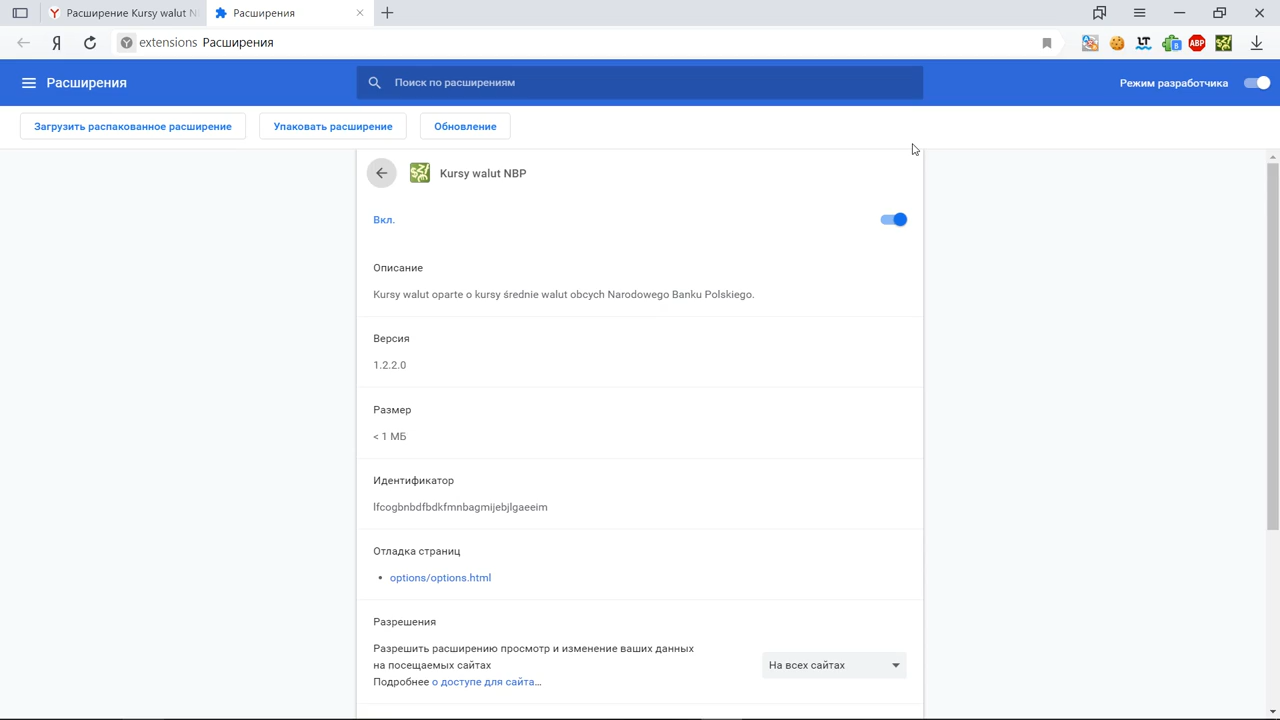 Расширение Kursy walut N
Расширения
Я
extensions Расширения
LT
ABP
Расширения
Поиск по расширениям
Режим разработчика
Загрузить распакованное расширение
Упаковать расширение
Обновление
Kursy walut NBP
Вкл.
Описание
Kursy walut oparte o kursy średnie walut obcych Narodowego Banku Polskiego.
Версия
1.2.2.0
Размер
< 1 МБ
Идентификатор
lfcogbnbdfbdkfmnbagmijebjlgaeeim
Отладка страниц
• options/options.html
Разрешения
Разрешить расширению просмотр и изменение ваших данных
на посещаемых сайтах
На всех сайтах
Подробнее о доступе для сайта...